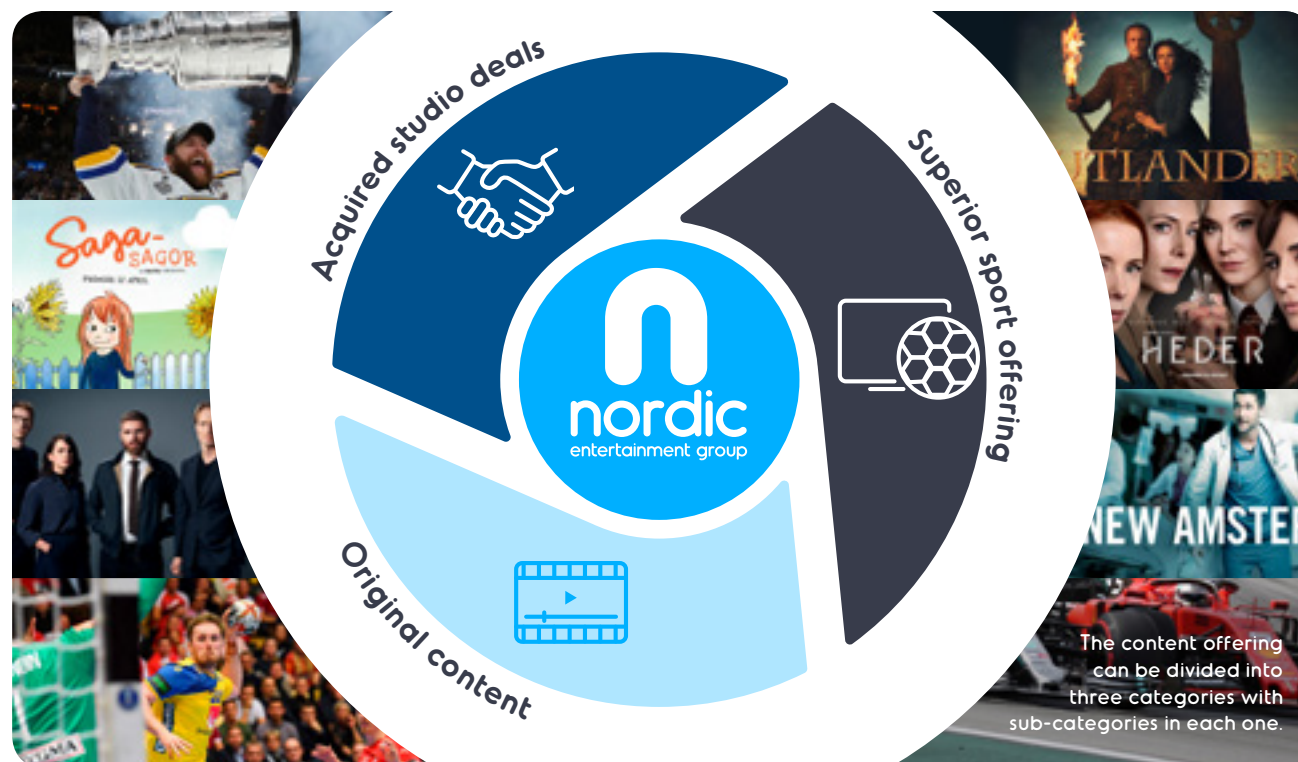 Acquired studio deals
Superior sport offering
Original content
nordic
entertainment group
Saga-
SAGOR
UTLANDER
HEDER
NEW AMSTE
The content offering
can be divided into
three categories with
sub-categories in each one.